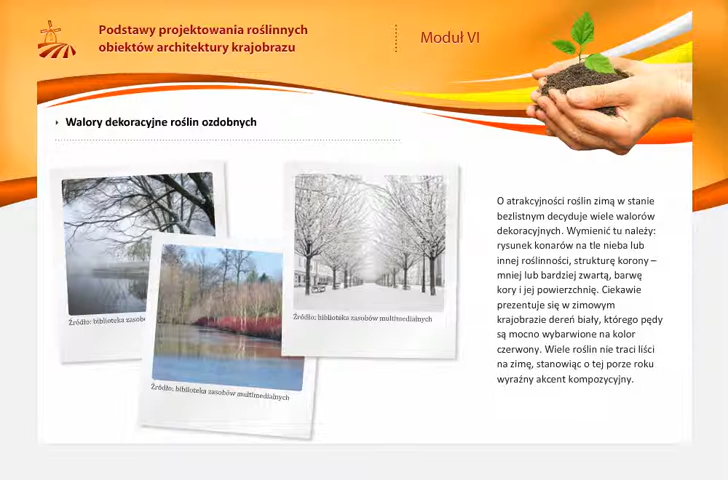 Podstawy projektowania roślinnych
obiektów architektury krajobrazu
Moduł VI
Walory dekoracyjne roślin ozdobnych
Źródło: biblioteka zasobó
Źródło: biblioteka zasobów multimedialnych
Źródło: biblioteka zasobów multimedialnych
O atrakcyjności roślin zimą w stanie
bezlistnym decyduje wiele walorów
dekoracyjnych. Wymienić tu należy:
rysunek konarów na tle nieba lub
innej roślinności, strukturę korony –
mniej lub bardziej zwartą, barwę
kory i jej powierzchnię. Ciekawie
prezentuje się w zimowym
krajobrazie dereń biały, którego pędy
są mocno wybarwione na kolor
czerwony. Wiele roślin nie traci liści
na zimę, stanowiąc o tej porze roku
wyraźny akcent kompozycyjny.